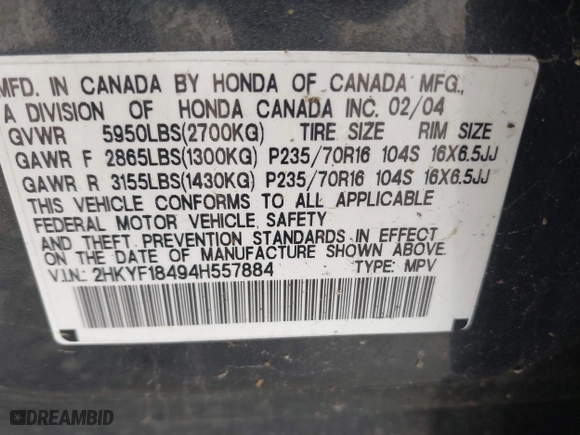 MFD. IN CANADA BY HONDA OF CANADA MFG.,
A DIVISION OF HONDA CANADA INC. 02/04
GVWR 5950LBS(2700KG) TIRE SIZE RIM SIZE
GAWR F 2865LBS(1300KG) P235/70R16 104S 16X6.5JJ
GAWR R 3155LBS(1430KG) P235/70R16 104S 16X6.5JJ
THIS VEHICLE CONFORMS TO ALL APPLICABLE
FEDERAL MOTOR VEHICLE SAFETY
AND THEFT PREVENTION STANDARDS IN EFFECT
ON THE DATE OF MANUFACTURE SHOWN ABOVE.
V.I.N.: 2HKYF18494H557884 TYPE: MPV
DREAMBID